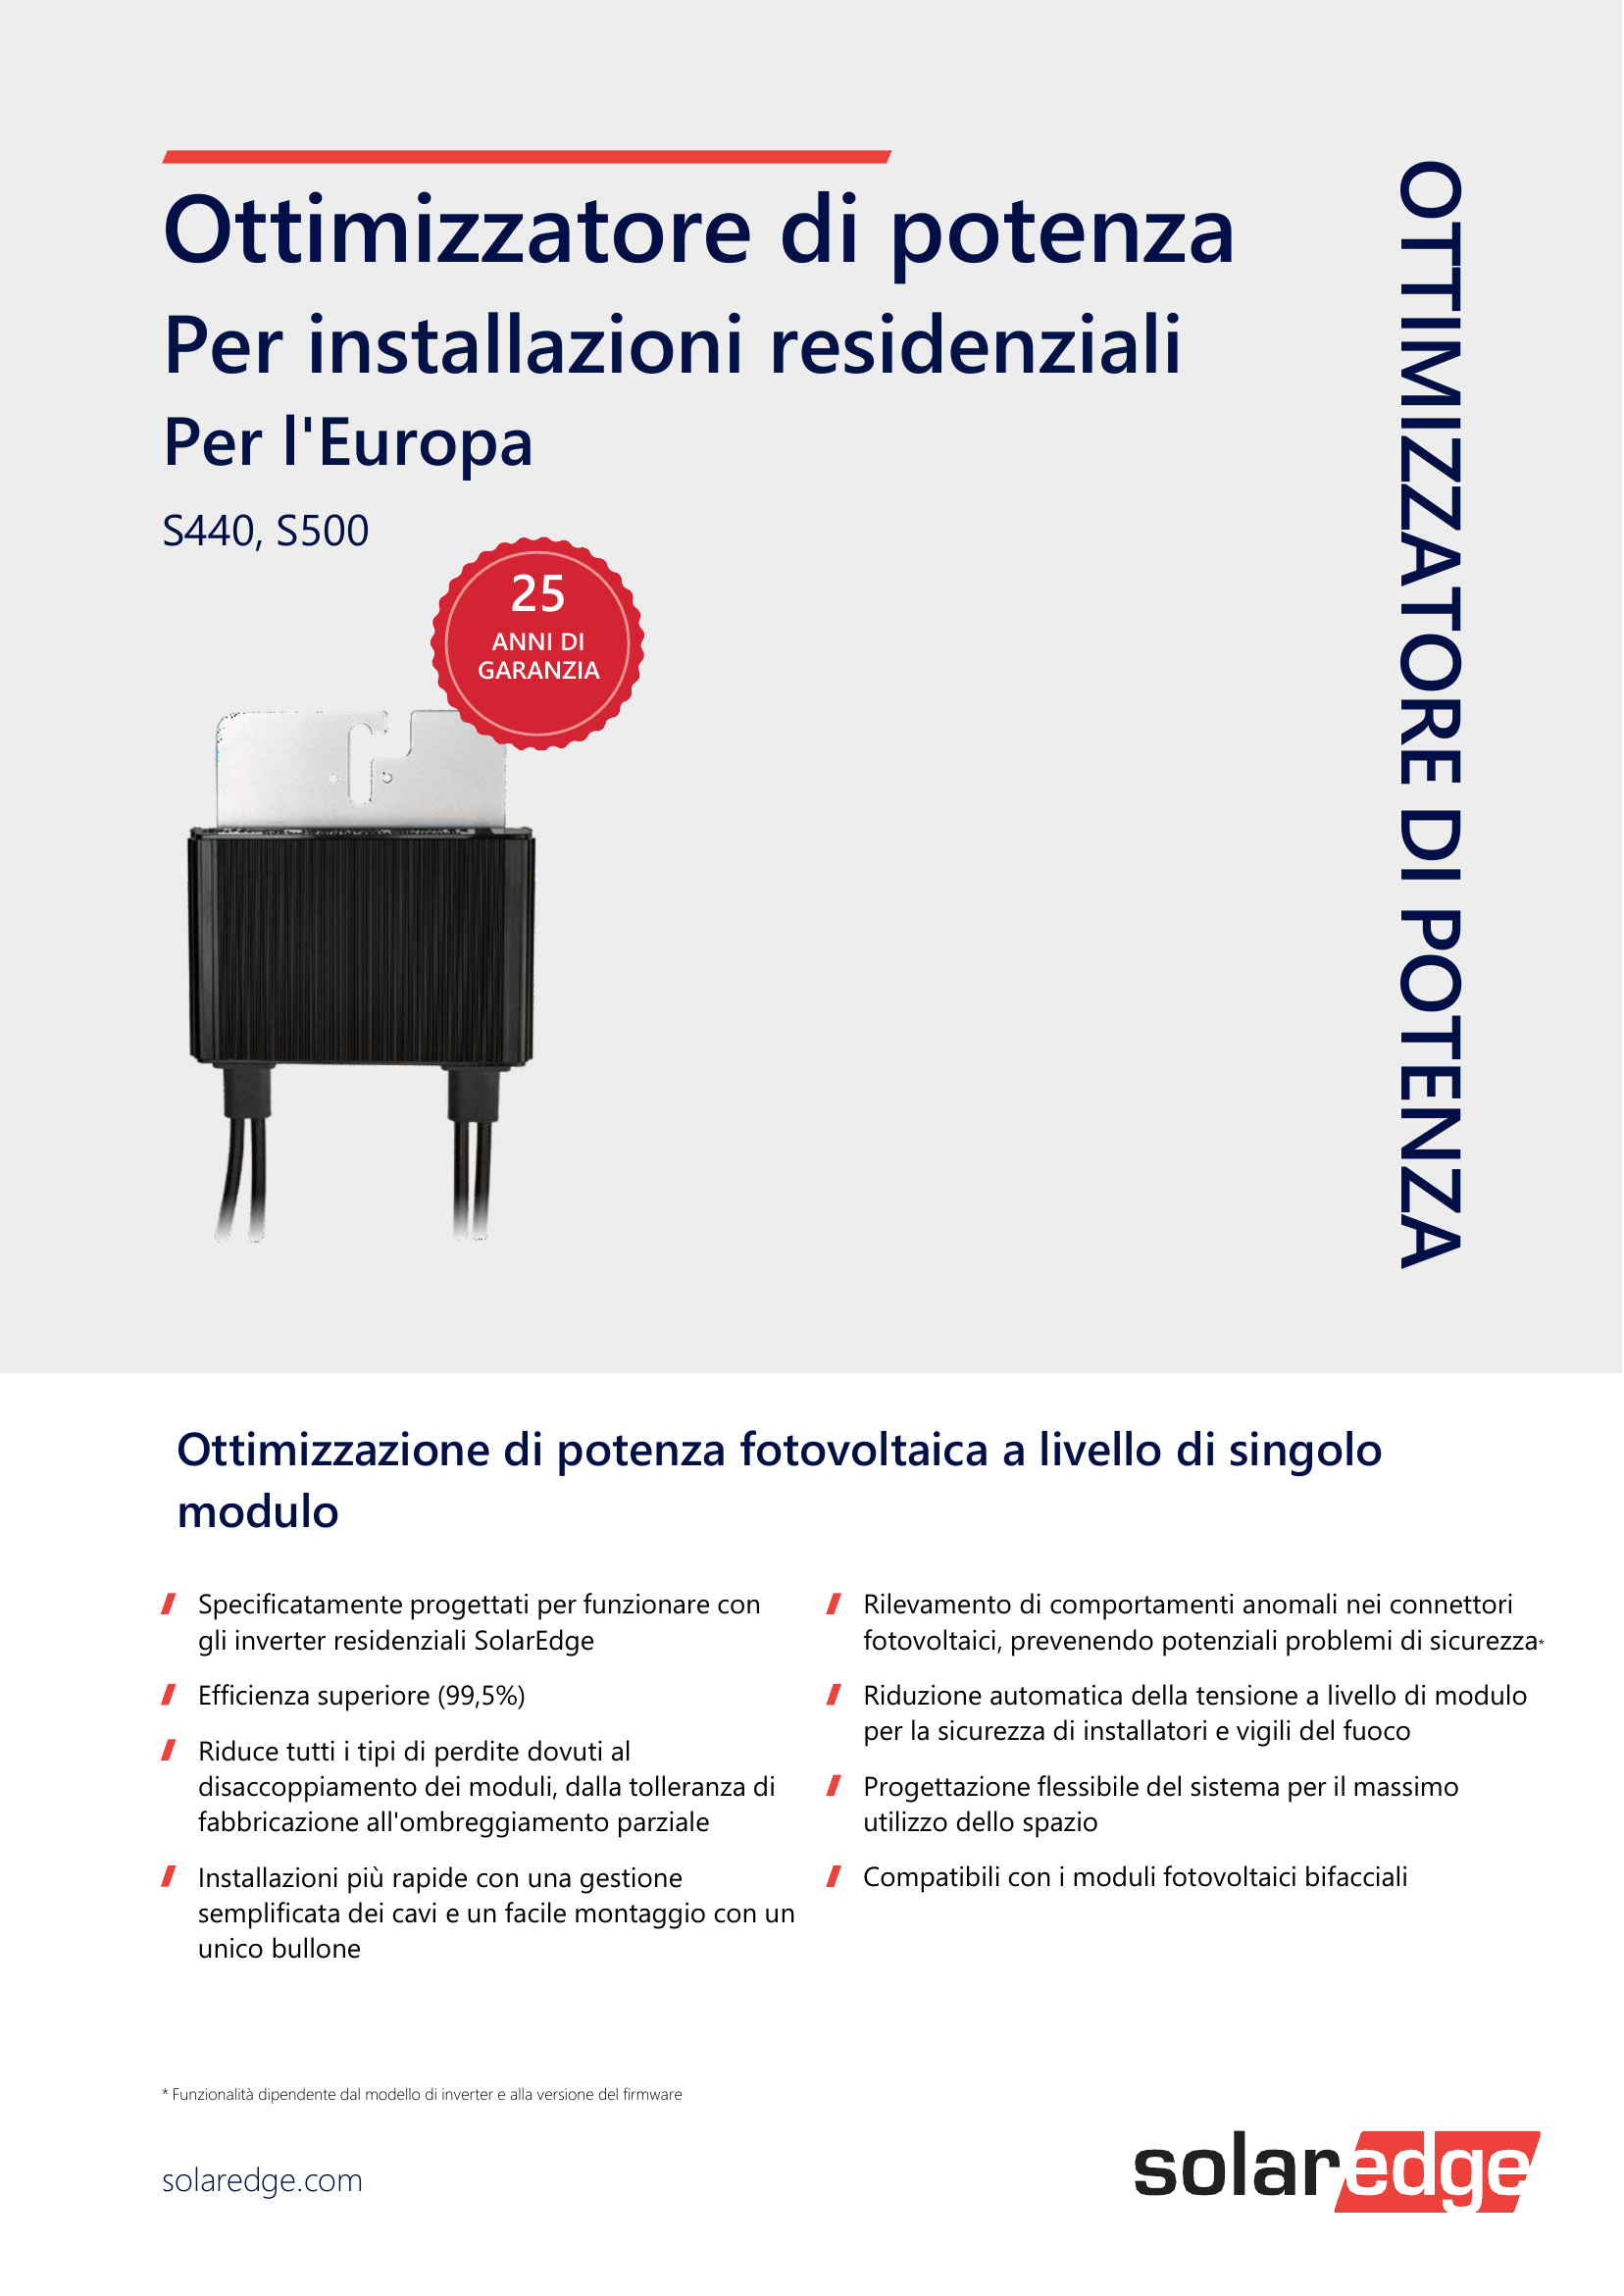 Ottimizzatore di potenza
Per installazioni residenziali
Per l'Europa
S440, S500
25
ANNI DI
GARANZIA
OTTIMIZZATORE DI POTENZA
Ottimizzazione di potenza fotovoltaica a livello di singolo
modulo
Specificatamente progettati per funzionare con
gli inverter residenziali SolarEdge
Efficienza superiore (99,5%)
Riduce tutti i tipi di perdite dovuti al
disaccoppiamento dei moduli, dalla tolleranza di
fabbricazione all'ombreggiamento parziale
Installazioni più rapide con una gestione
semplificata dei cavi e un facile montaggio con un
unico bullone
Rilevamento di comportamenti anomali nei connettori
fotovoltaici, prevenendo potenziali problemi di sicurezza*
Riduzione automatica della tensione a livello di modulo
per la sicurezza di installatori e vigili del fuoco
Progettazione flessibile del sistema per il massimo
utilizzo dello spazio
Compatibili con i moduli fotovoltaici bifacciali
* Funzionalità dipendente dal modello di inverter e alla versione del firmware
solaredge.com
solaredge